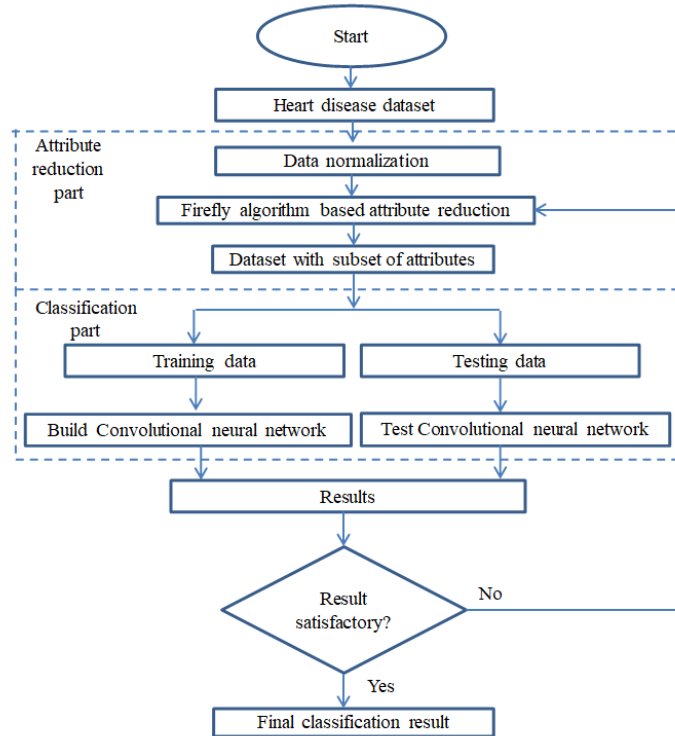 Start
Heart disease dataset
Attribute
reduction
part
Data normalization
Firefly algorithm based attribute reduction
Dataset with subset of attributes
Classification
part
Training data
Testing data
Build Convolutional neural network
Test Convolutional neural network
Results
Result
satisfactory?
No
Yes
Final classification result